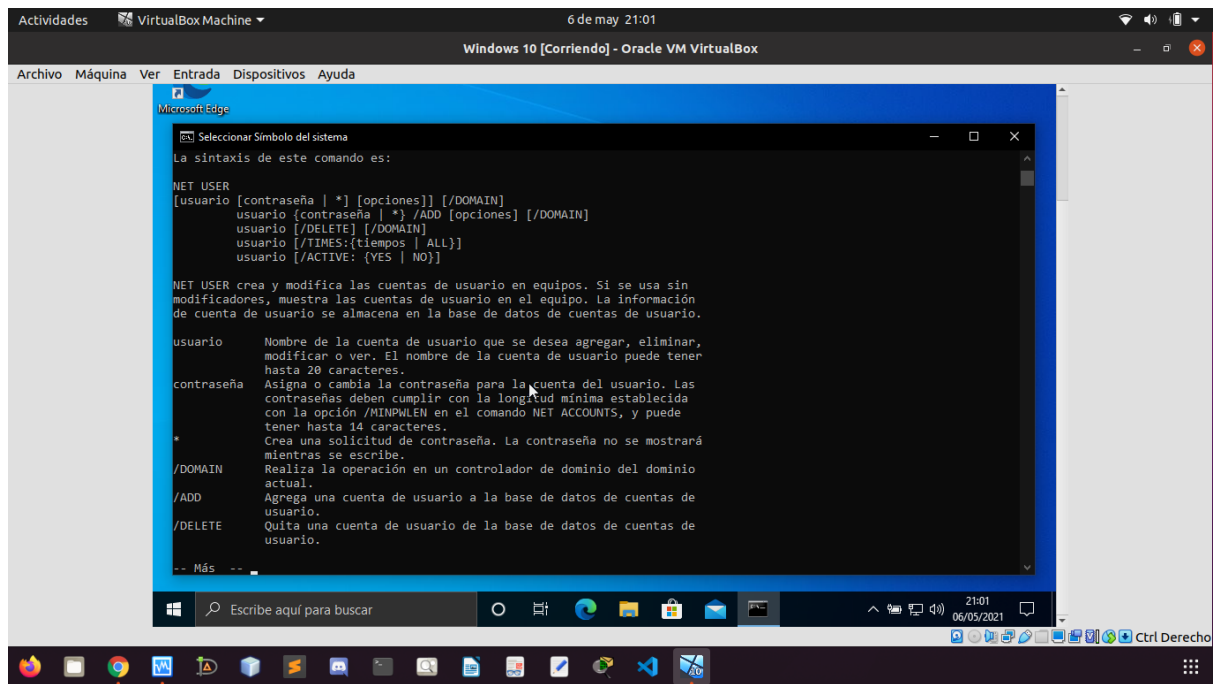 Actividades VirtualBox Machine 6 de may 21:01
Windows 10 [Corriendo] - Oracle VM VirtualBox
Archivo Máquina Ver Entrada Dispositivos Ayuda
Microsoft Edge
Seleccionar Símbolo del sistema
La sintaxis de este comando es:
NET USER
[usuario [contraseña | *] [opciones]] [/DOMAIN]
usuario {contraseña | *} /ADD [opciones] [/DOMAIN]
usuario [/DELETE] [/DOMAIN]
usuario [/TIMES:{tiempos | ALL}]
usuario [/ACTIVE: {YES | NO}]
NET USER crea y modifica las cuentas de usuario en equipos. Si se usa sin
modificadores, muestra las cuentas de usuario en el equipo. La información
de cuenta de usuario se almacena en la base de datos de cuentas de usuario.
usuario Nombre de la cuenta de usuario que se desea agregar, eliminar,
modificar o ver. El nombre de la cuenta de usuario puede tener
hasta 20 caracteres.
contraseña Asigna o cambia la contraseña para la cuenta del usuario. Las
contraseñas deben cumplir con la longitud mínima establecida
con la opción /MINPWLEN en el comando NET ACCOUNTS, y puede
tener hasta 14 caracteres.
* Crea una solicitud de contraseña. La contraseña no se mostrará
mientras se escribe.
/DOMAIN Realiza la operación en un controlador de dominio del dominio
actual.
/ADD Agrega una cuenta de usuario a la base de datos de cuentas de
usuario.
/DELETE Quita una cuenta de usuario de la base de datos de cuentas de
usuario.
-- Más --
Escribe aquí para buscar
21:01
06/05/2021
Ctrl Derecho